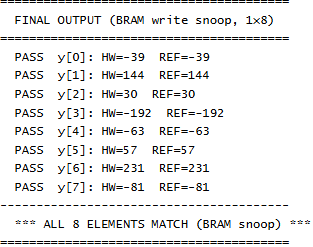 ==========================================
FINAL OUTPUT (BRAM write snoop, 1×8)
==========================================
PASS  y[0]: HW=-39  REF=-39
PASS  y[1]: HW=144  REF=144
PASS  y[2]: HW=30  REF=30
PASS  y[3]: HW=-192  REF=-192
PASS  y[4]: HW=-63  REF=-63
PASS  y[5]: HW=57  REF=57
PASS  y[6]: HW=231  REF=231
PASS  y[7]: HW=-81  REF=-81
------------------------------------------
*** ALL 8 ELEMENTS MATCH (BRAM snoop) ***
==========================================